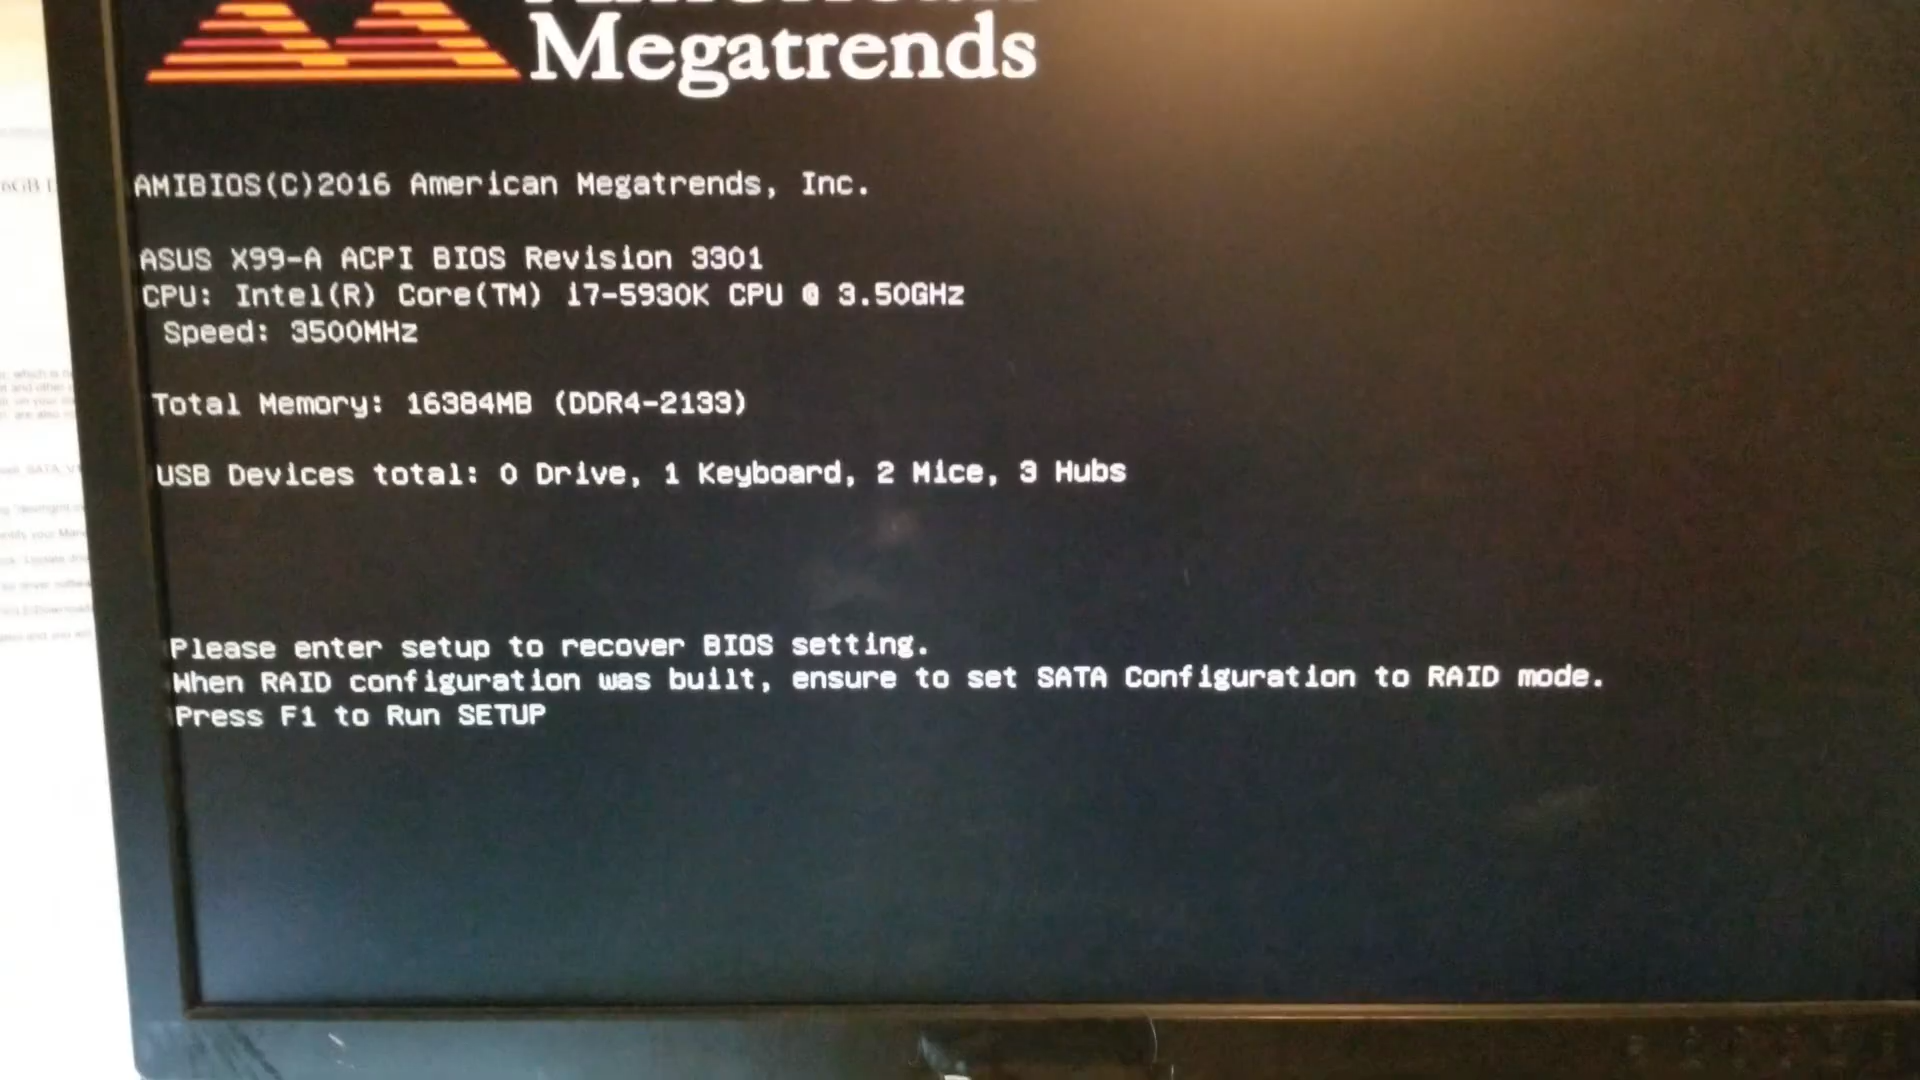 Megatrends
AMIBIOS(C)2016 American Megatrends, Inc.
ASUS X99-A ACPI BIOS Revision 3301
CPU: Intel(R) Core(TM) i7-5930K CPU @ 3.50GHz
Speed: 3500MHz
Total Memory: 16384MB (DDR4-2133)
USB Devices total: 0 Drive, 1 Keyboard, 2 Mice, 3 Hubs
Please enter setup to recover BIOS setting.
When RAID configuration was built, ensure to set SATA Configuration to RAID mode.
Press F1 to Run SETUP